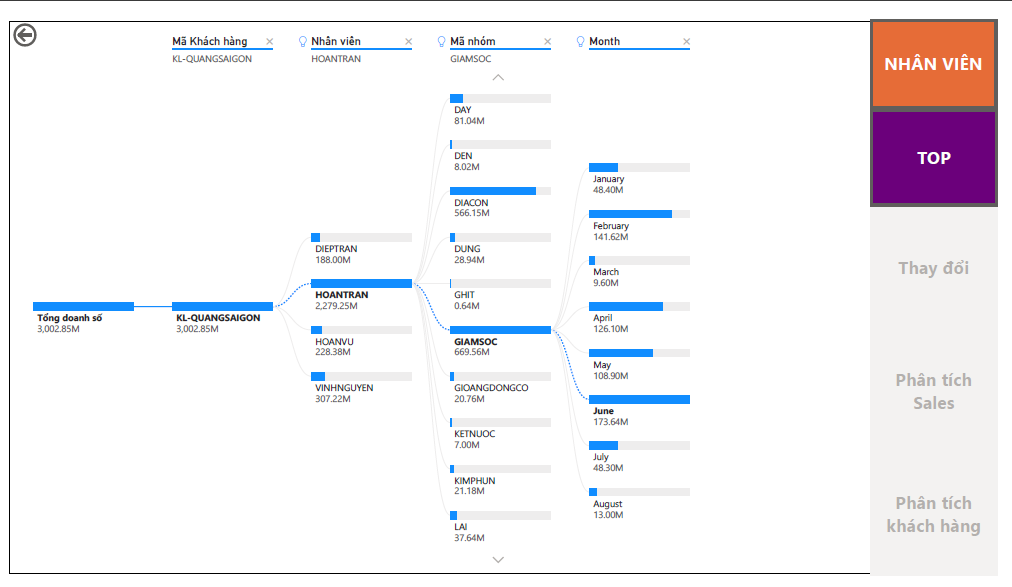 Mã Khách hàng
KL-QUANGSAIGON
Nhân viên
HOANTRAN
Mã nhóm
GIAMSOC
Month
Tổng doanh số
3,002.85M
KL-QUANGSAIGON
3,002.85M
DIEPTRAN
188.00M
HOANTRAN
2,279.25M
HOANVU
228.38M
VINHNGUYEN
307.22M
DAY
81.04M
DEN
8.02M
DIACON
566.15M
DUNG
28.94M
GHIT
0.64M
GIAMSOC
669.56M
GIOANGDONGCO
20.76M
KETNUOC
7.00M
KIMPHUN
21.18M
LAI
37.64M
January
48.40M
February
141.62M
March
9.60M
April
126.10M
May
108.90M
June
173.64M
July
48.30M
August
13.00M
NHÂN VIÊN
TOP
Thay đổi
Phân tích
Sales
Phân tích
khách hàng